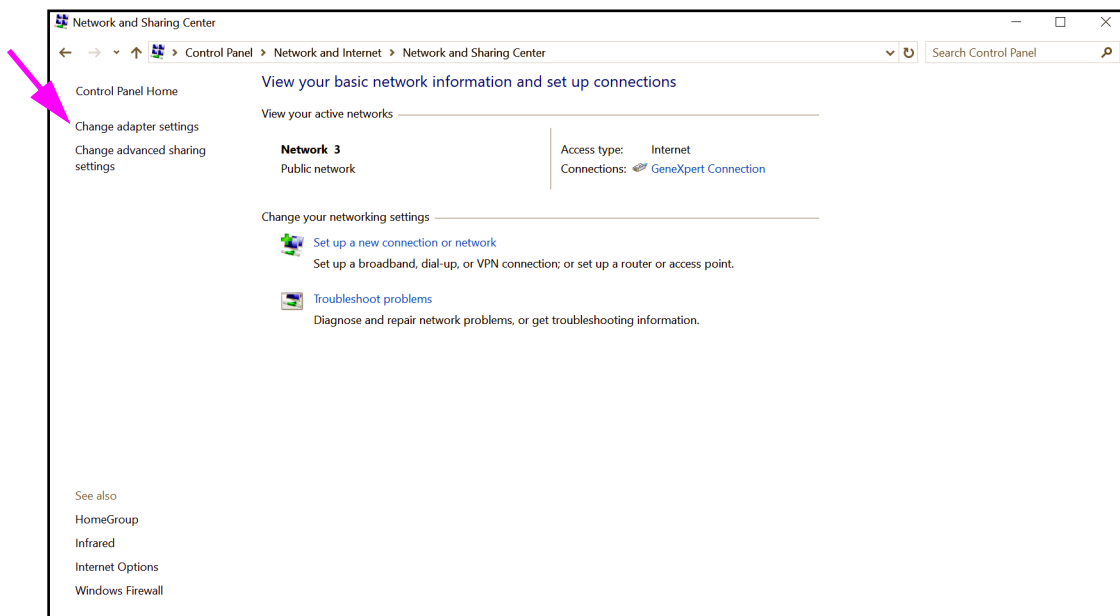 Network and Sharing Center
Control Panel > Network and Internet > Network and Sharing Center
Search Control Panel
Control Panel Home
Change adapter settings
Change advanced sharing
settings
View your basic network information and set up connections
View your active networks
Network 3
Public network
Access type: Internet
Connections: GeneXpert Connection
Change your networking settings
Set up a new connection or network
Set up a broadband, dial-up, or VPN connection; or set up a router or access point.
Troubleshoot problems
Diagnose and repair network problems, or get troubleshooting information.
See also
HomeGroup
Infrared
Internet Options
Windows Firewall